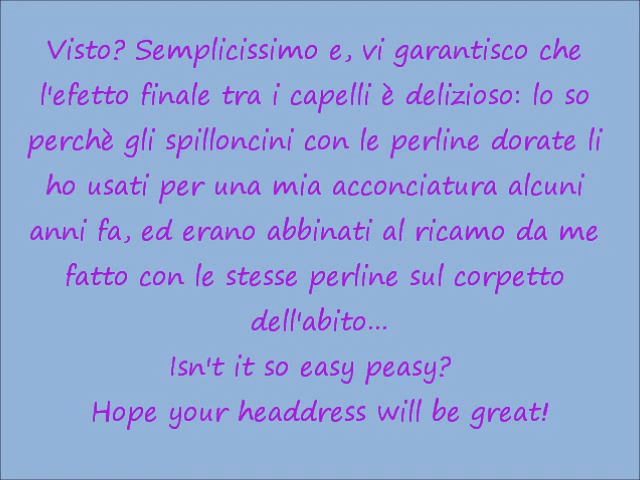 Visto? Semplicissimo e, vi garantisco che
l'efetto finale tra i capelli è delizioso: lo so
perchè gli spilloncini con le perline dorate li
ho usati per una mia acconciatura alcuni
anni fa, ed erano abbinati al ricamo da me
fatto con le stesse perline sul corpetto
dell'abito...
Isn't it so easy peasy?
Hope your headdress will be great!